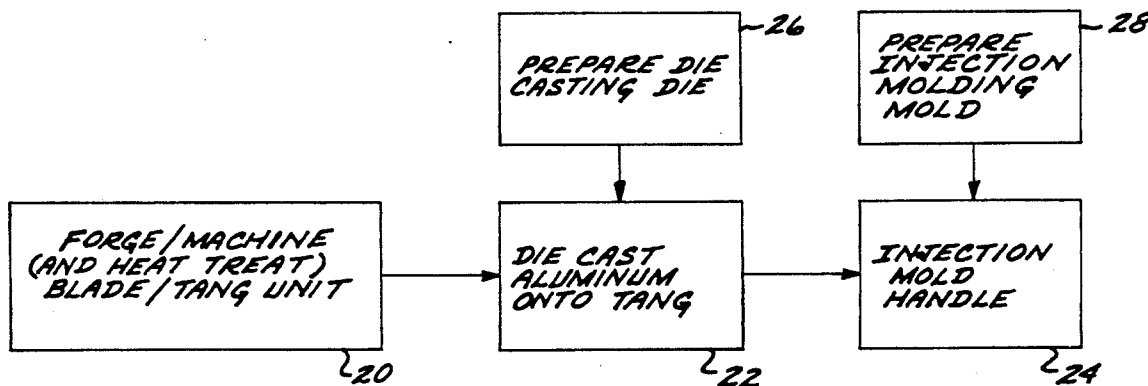 26
PREPARE DIE
CASTING DIE
28
PREPARE
INJECTION
MOLDING
MOLD
FORGE/MACHINE
(AND HEAT TREAT)
BLADE/TANG UNIT
20
DIE CAST
ALUMINUM
ONTO TANG
22
INJECTION
MOLD
HANDLE
24